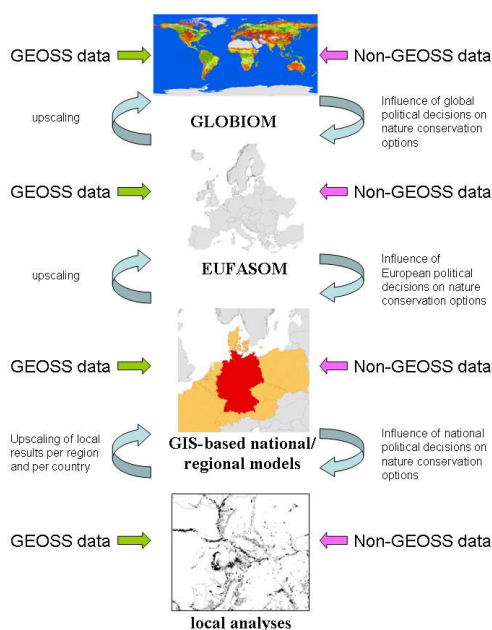 GEOSS data
Non-GEOSS data
upscaling
GLOBIOM
Influence of global
political decisions on
nature conservation
options
GEOSS data
Non-GEOSS data
upscaling
EUFASOM
Influence of
European political
decisions on nature
conservation options
GEOSS data
Non-GEOSS data
Upscaling of local
results per region
and per country
GIS-based national/
regional models
Influence of national
political decisions on
nature conservation
options
GEOSS data
Non-GEOSS data
local analyses